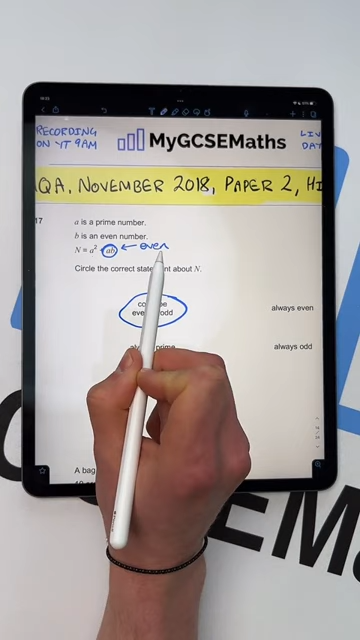 RECORDING
ON YT 9AM
MyGCSEMaths
AQA, NOVEMBER 2018, PAPER 2, HI
17
a is a prime number.
b is an even number.
N = a² ab ← even
Circle the correct statement about N.
always even
prime
always odd
A bag